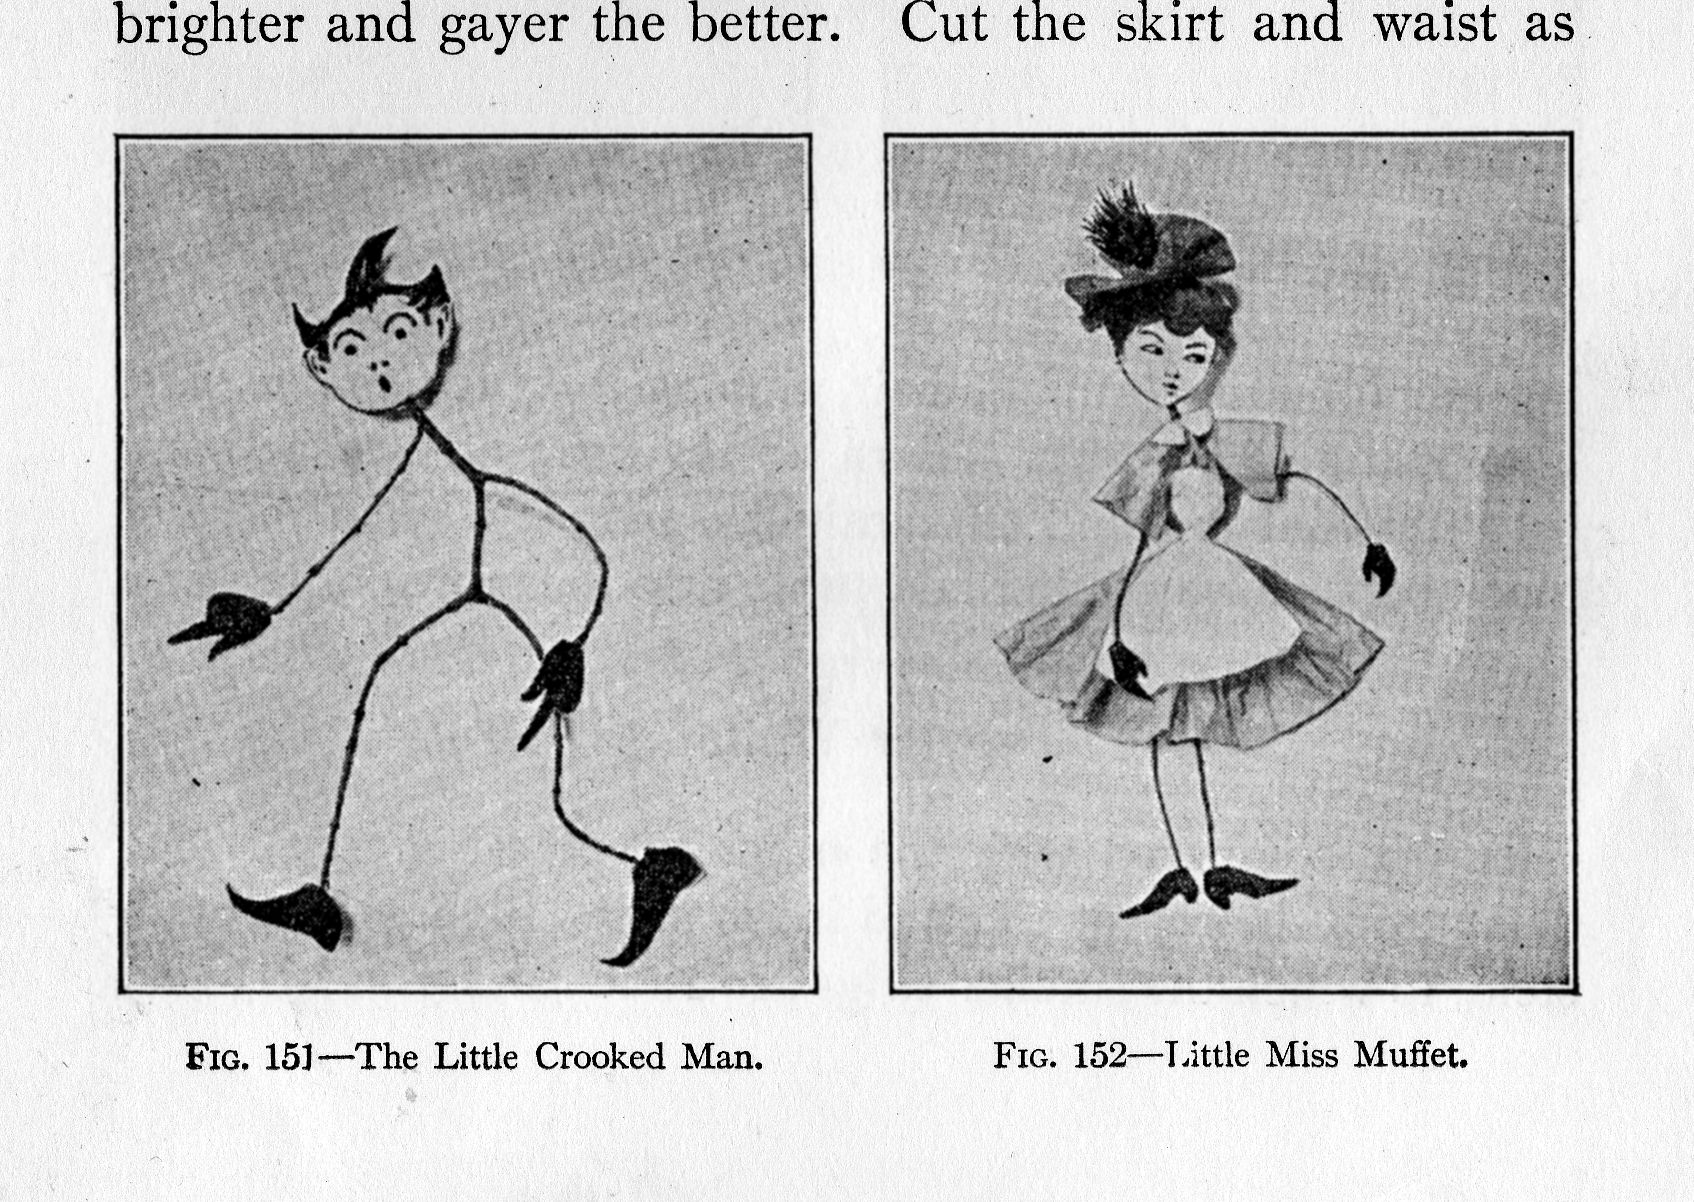 brighter and gayer the better. Cut the skirt and waist as
Fig. 151—The Little Crooked Man.
Fig. 152—Little Miss Muffet.